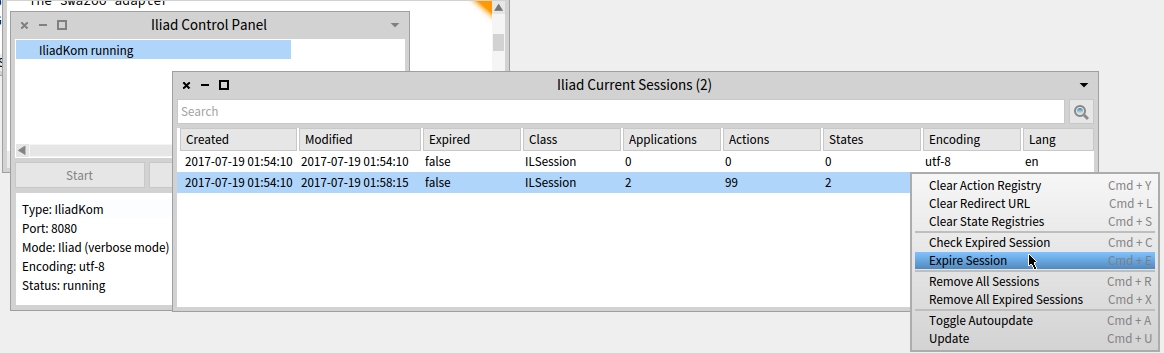 The Swazoo adapter
Iliad Control Panel
IliadKom running
Start
Type: IliadKom
Port: 8080
Mode: Iliad (verbose mode)
Encoding: utf-8
Status: running
Iliad Current Sessions (2)
Search
Created Modified Expired Class Applications Actions States Encoding Lang
2017-07-19 01:54:10 2017-07-19 01:54:10 false ILSession 0 0 0 utf-8 en
2017-07-19 01:54:10 2017-07-19 01:58:15 false ILSession 2 99 2
Clear Action Registry Cmd + Y
Clear Redirect URL Cmd + L
Clear State Registries Cmd + S
Check Expired Session Cmd + C
Expire Session Cmd + E
Remove All Sessions Cmd + R
Remove All Expired Sessions Cmd + X
Toggle Autoupdate Cmd + A
Update Cmd + U